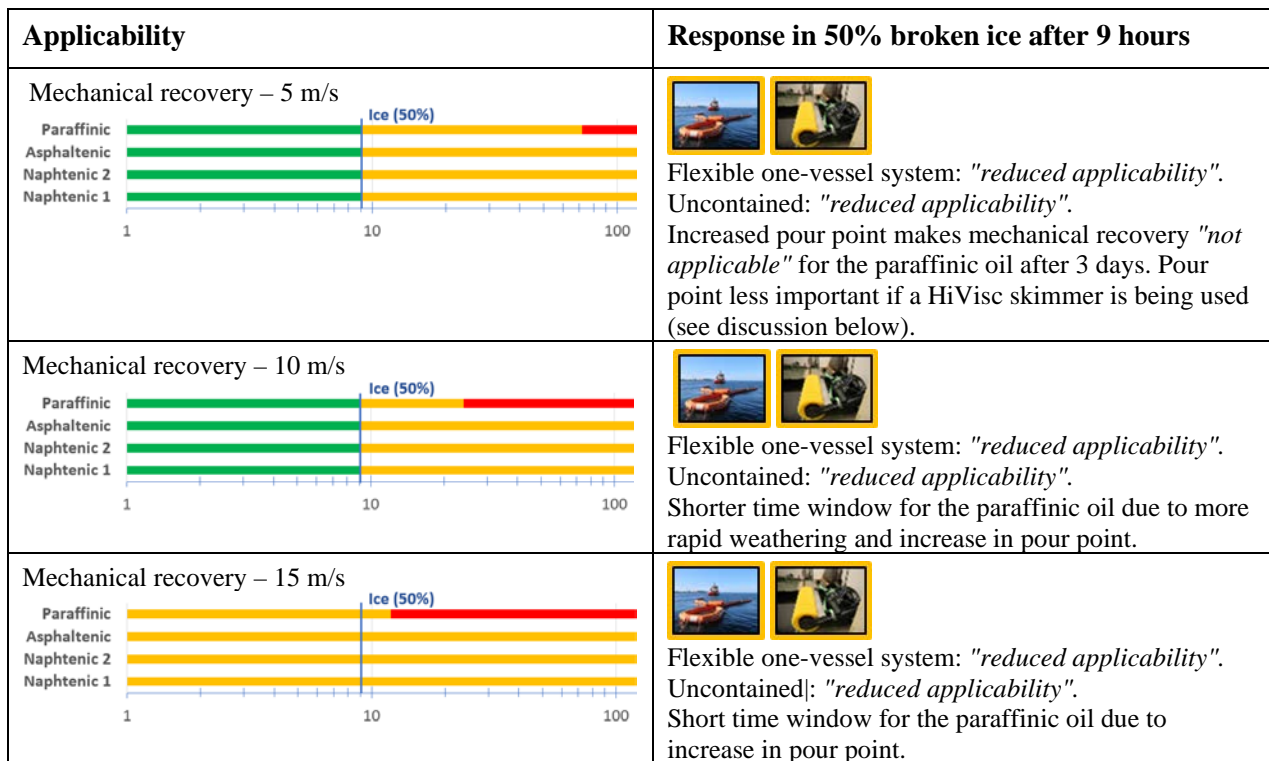 Applicability
Response in 50% broken ice after 9 hours
Mechanical recovery – 5 m/s
Ice (50%)
Paraffinic
Asphaltenic
Naphtenic 2
Naphtenic 1
1 10 100
Flexible one-vessel system: "reduced applicability".
Uncontained: "reduced applicability".
Increased pour point makes mechanical recovery "not
applicable" for the paraffinic oil after 3 days. Pour
point less important if a HiVisc skimmer is being used
(see discussion below).
Mechanical recovery – 10 m/s
Ice (50%)
Paraffinic
Asphaltenic
Naphtenic 2
Naphtenic 1
1 10 100
Flexible one-vessel system: "reduced applicability".
Uncontained: "reduced applicability".
Shorter time window for the paraffinic oil due to more
rapid weathering and increase in pour point.
Mechanical recovery – 15 m/s
Ice (50%)
Paraffinic
Asphaltenic
Naphtenic 2
Naphtenic 1
1 10 100
Flexible one-vessel system: "reduced applicability".
Uncontained|: "reduced applicability".
Short time window for the paraffinic oil due to
increase in pour point.